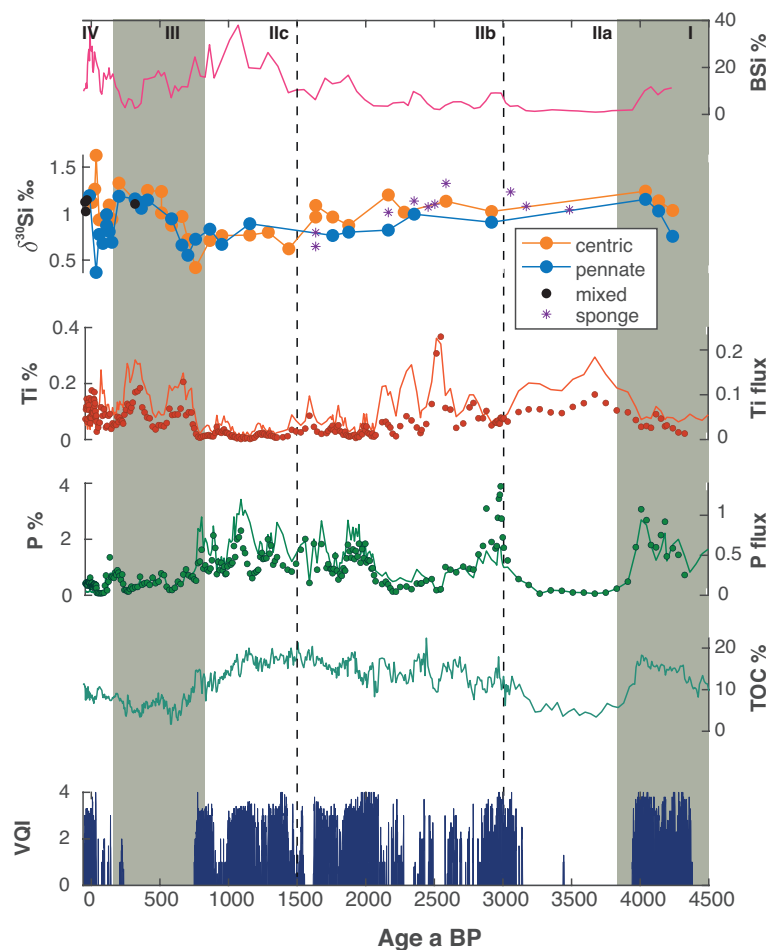 IV III IIc IIb IIa I
40
20
0
BSi %
1.5
1
0.5
δ³⁰Si ‰
centric
pennate
mixed
sponge
0.4
0.2
0
Ti %
0.2
0.1
0
Ti flux
4
2
0
P %
1
0.5
0
P flux
20
10
0
TOC %
4
2
0
VQI
0 500 1000 1500 2000 2500 3000 3500 4000 4500
Age a BP